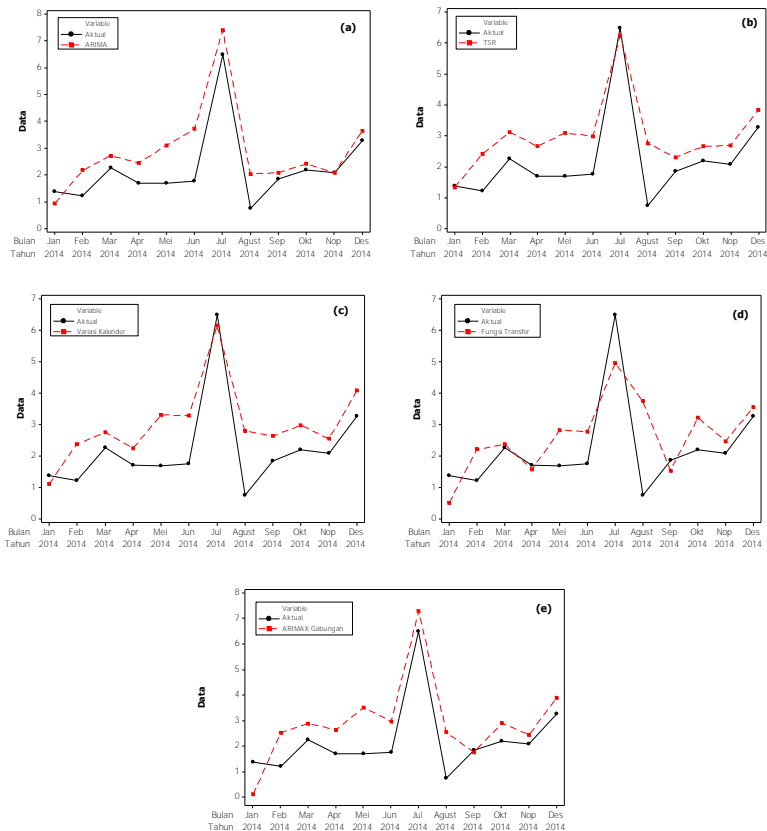 (a)
Variable
Aktual
ARIMA
Data
8
7
6
5
4
3
2
1
0
Bulan Jan Feb Mar Apr Mei Jun Jul Agust Sep Okt Nop Des
Tahun 2014 2014 2014 2014 2014 2014 2014 2014 2014 2014 2014 2014
(b)
Variable
Aktual
TSR
Data
7
6
5
4
3
2
1
0
Bulan Jan Feb Mar Apr Mei Jun Jul Agust Sep Okt Nop Des
Tahun 2014 2014 2014 2014 2014 2014 2014 2014 2014 2014 2014 2014
(c)
Variable
Aktual
Variasi Kalender
Data
7
6
5
4
3
2
1
0
Bulan Jan Feb Mar Apr Mei Jun Jul Agust Sep Okt Nop Des
Tahun 2014 2014 2014 2014 2014 2014 2014 2014 2014 2014 2014 2014
(d)
Variable
Aktual
Fungsi Transfer
Data
7
6
5
4
3
2
1
0
Bulan Jan Feb Mar Apr Mei Jun Jul Agust Sep Okt Nop Des
Tahun 2014 2014 2014 2014 2014 2014 2014 2014 2014 2014 2014 2014
(e)
Variable
Aktual
ARIMAX Gabungan
Data
8
7
6
5
4
3
2
1
0
Bulan Jan Feb Mar Apr Mei Jun Jul Agust Sep Okt Nop Des
Tahun 2014 2014 2014 2014 2014 2014 2014 2014 2014 2014 2014 2014